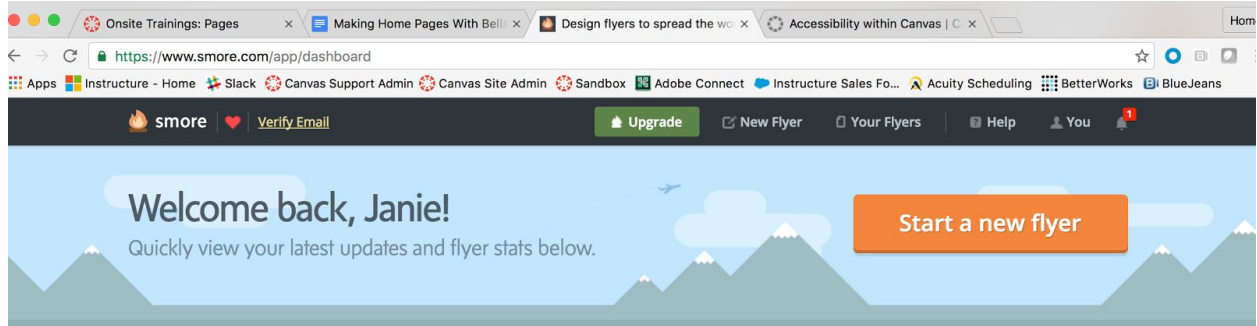 Onsite Trainings: Pages Making Home Pages With Bells Design flyers to spread the wo Accessibility within Canvas | C Hom
https://www.smore.com/app/dashboard
Apps Instructure - Home Slack Canvas Support Admin Canvas Site Admin Sandbox Adobe Connect Instructure Sales Fo... Acuity Scheduling BetterWorks BlueJeans
smore Verify Email Upgrade New Flyer Your Flyers Help You 1
Welcome back, Janie! Start a new flyer
Quickly view your latest updates and flyer stats below.